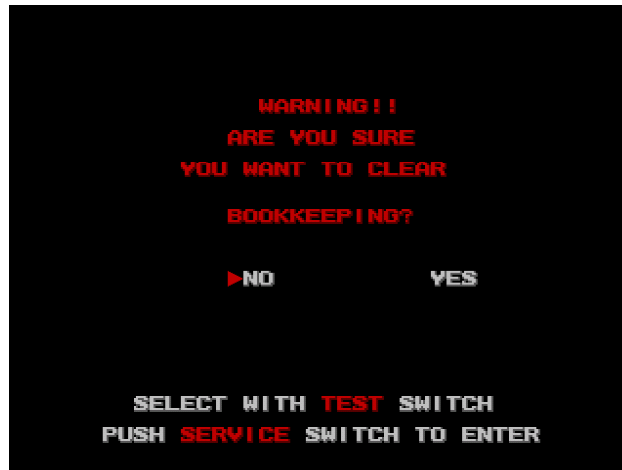 WARNING!!
ARE YOU SURE
YOU WANT TO CLEAR
BOOKKEEPING?
▶NO YES
SELECT WITH TEST SWITCH
PUSH SERVICE SWITCH TO ENTER